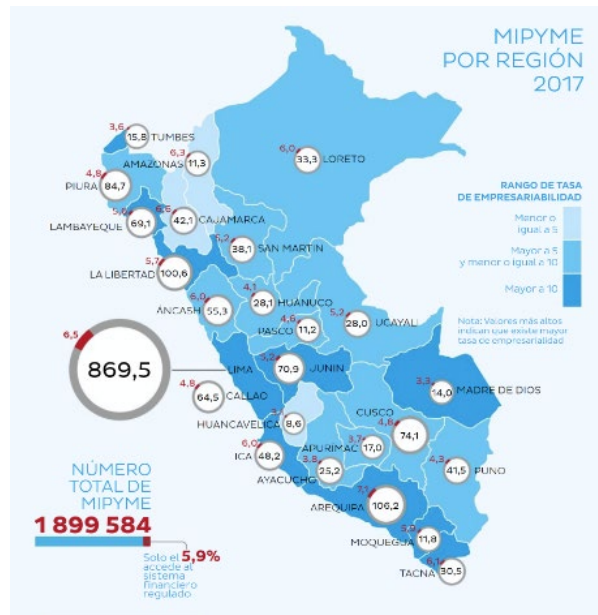 MIPYME
POR REGIÓN
2017
3,6
15,8 TUMBES
AMAZONAS 6,3
11,3
6,0
33,3 LORETO
4,8
PIURA 84,7
RANGO DE TASA
DE EMPRESARIABILIDAD
Menor o
igual a 5
Mayor a 5
y menor o igual a 10
Mayor a 10
Nota: Valores más altos
indican que existe mayor
tasa de empresarialidad
LAMBAYEQUE 69,1
42,1 CAJAMARCA
38,1 SAN MARTIN
5,7
LA LIBERTAD 100,6
4,1
28,1 HUANUCO
6,0
ÁNCASH 55,3
4,6
PASCO 11,2
5,2
28,0 UCAYALI
6,5
869,5
LIMA
70,9 JUNIN
3,3
14,0 MADRE DE DIOS
4,8
CALLAO
64,5
HUANCAVELICA 8,6
CUSCO
4,6
74,1
6,0
ICA 48,2
APURIMAC 3,7
17,0
3,8
AYACUCHO 25,2
4,3
41,5 PUNO
7,1
AREQUIPA 106,2
MOQUEGUA 11,8
TACNA 30,5
NÚMERO
TOTAL DE
MIPYME
1 899 584
Solo el 5,9%
accede al
sistema
financiero
regulado